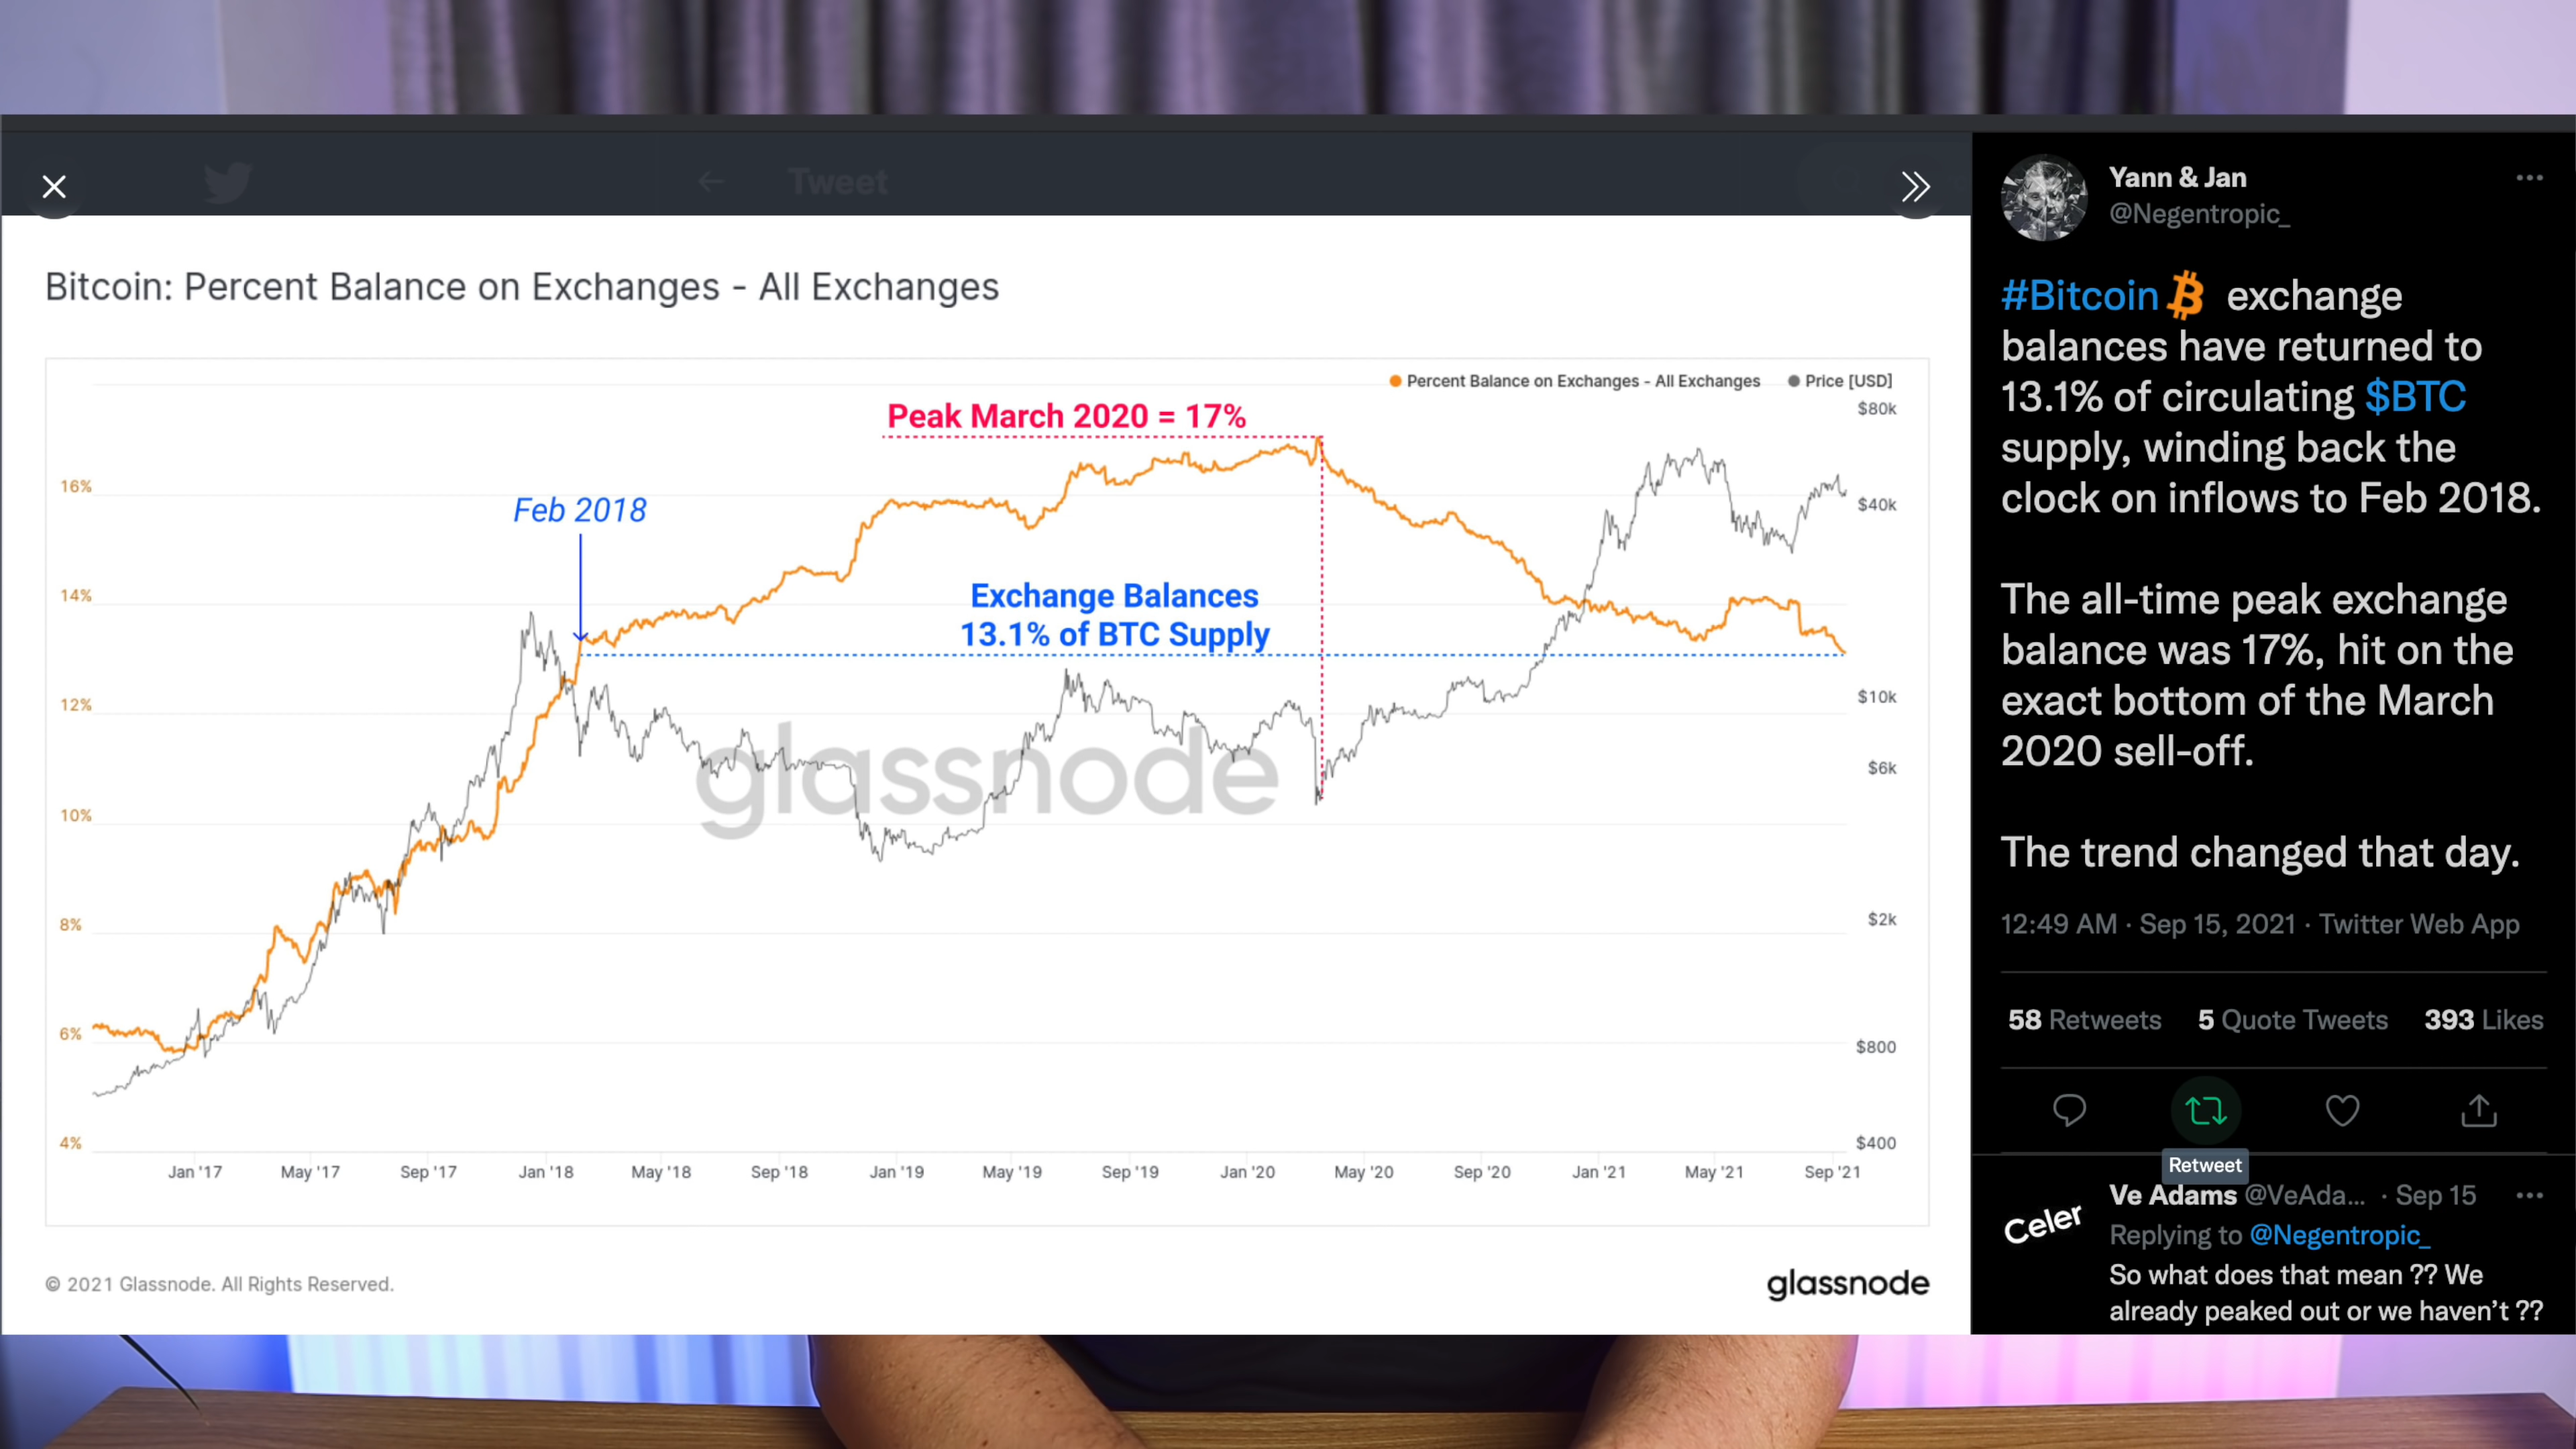 Tweet
Bitcoin: Percent Balance on Exchanges - All Exchanges
Percent Balance on Exchanges - All Exchanges
Price [USD]
Peak March 2020 = 17%
Feb 2018
Exchange Balances
13.1% of BTC Supply
16%
14%
12%
10%
8%
6%
4%
$80k
$40k
$10k
$6k
$2k
$800
$400
glassnode
Jan '17 May '17 Sep '17 Jan '18 May '18 Sep '18 Jan '19 May '19 Sep '19 Jan '20 May '20 Sep '20 Jan '21 May '21 Sep '21
© 2021 Glassnode. All Rights Reserved.
glassnode
Yann & Jan
@Negentropic_
#Bitcoin exchange
balances have returned to
13.1% of circulating $BTC
supply, winding back the
clock on inflows to Feb 2018.
The all-time peak exchange
balance was 17%, hit on the
exact bottom of the March
2020 sell-off.
The trend changed that day.
12:49 AM · Sep 15, 2021 · Twitter Web App
58 Retweets 5 Quote Tweets 393 Likes
Retweet
Celer
Ve Adams @VeAda... · Sep 15
Replying to @Negentropic_
So what does that mean ?? We
already peaked out or we haven't ??